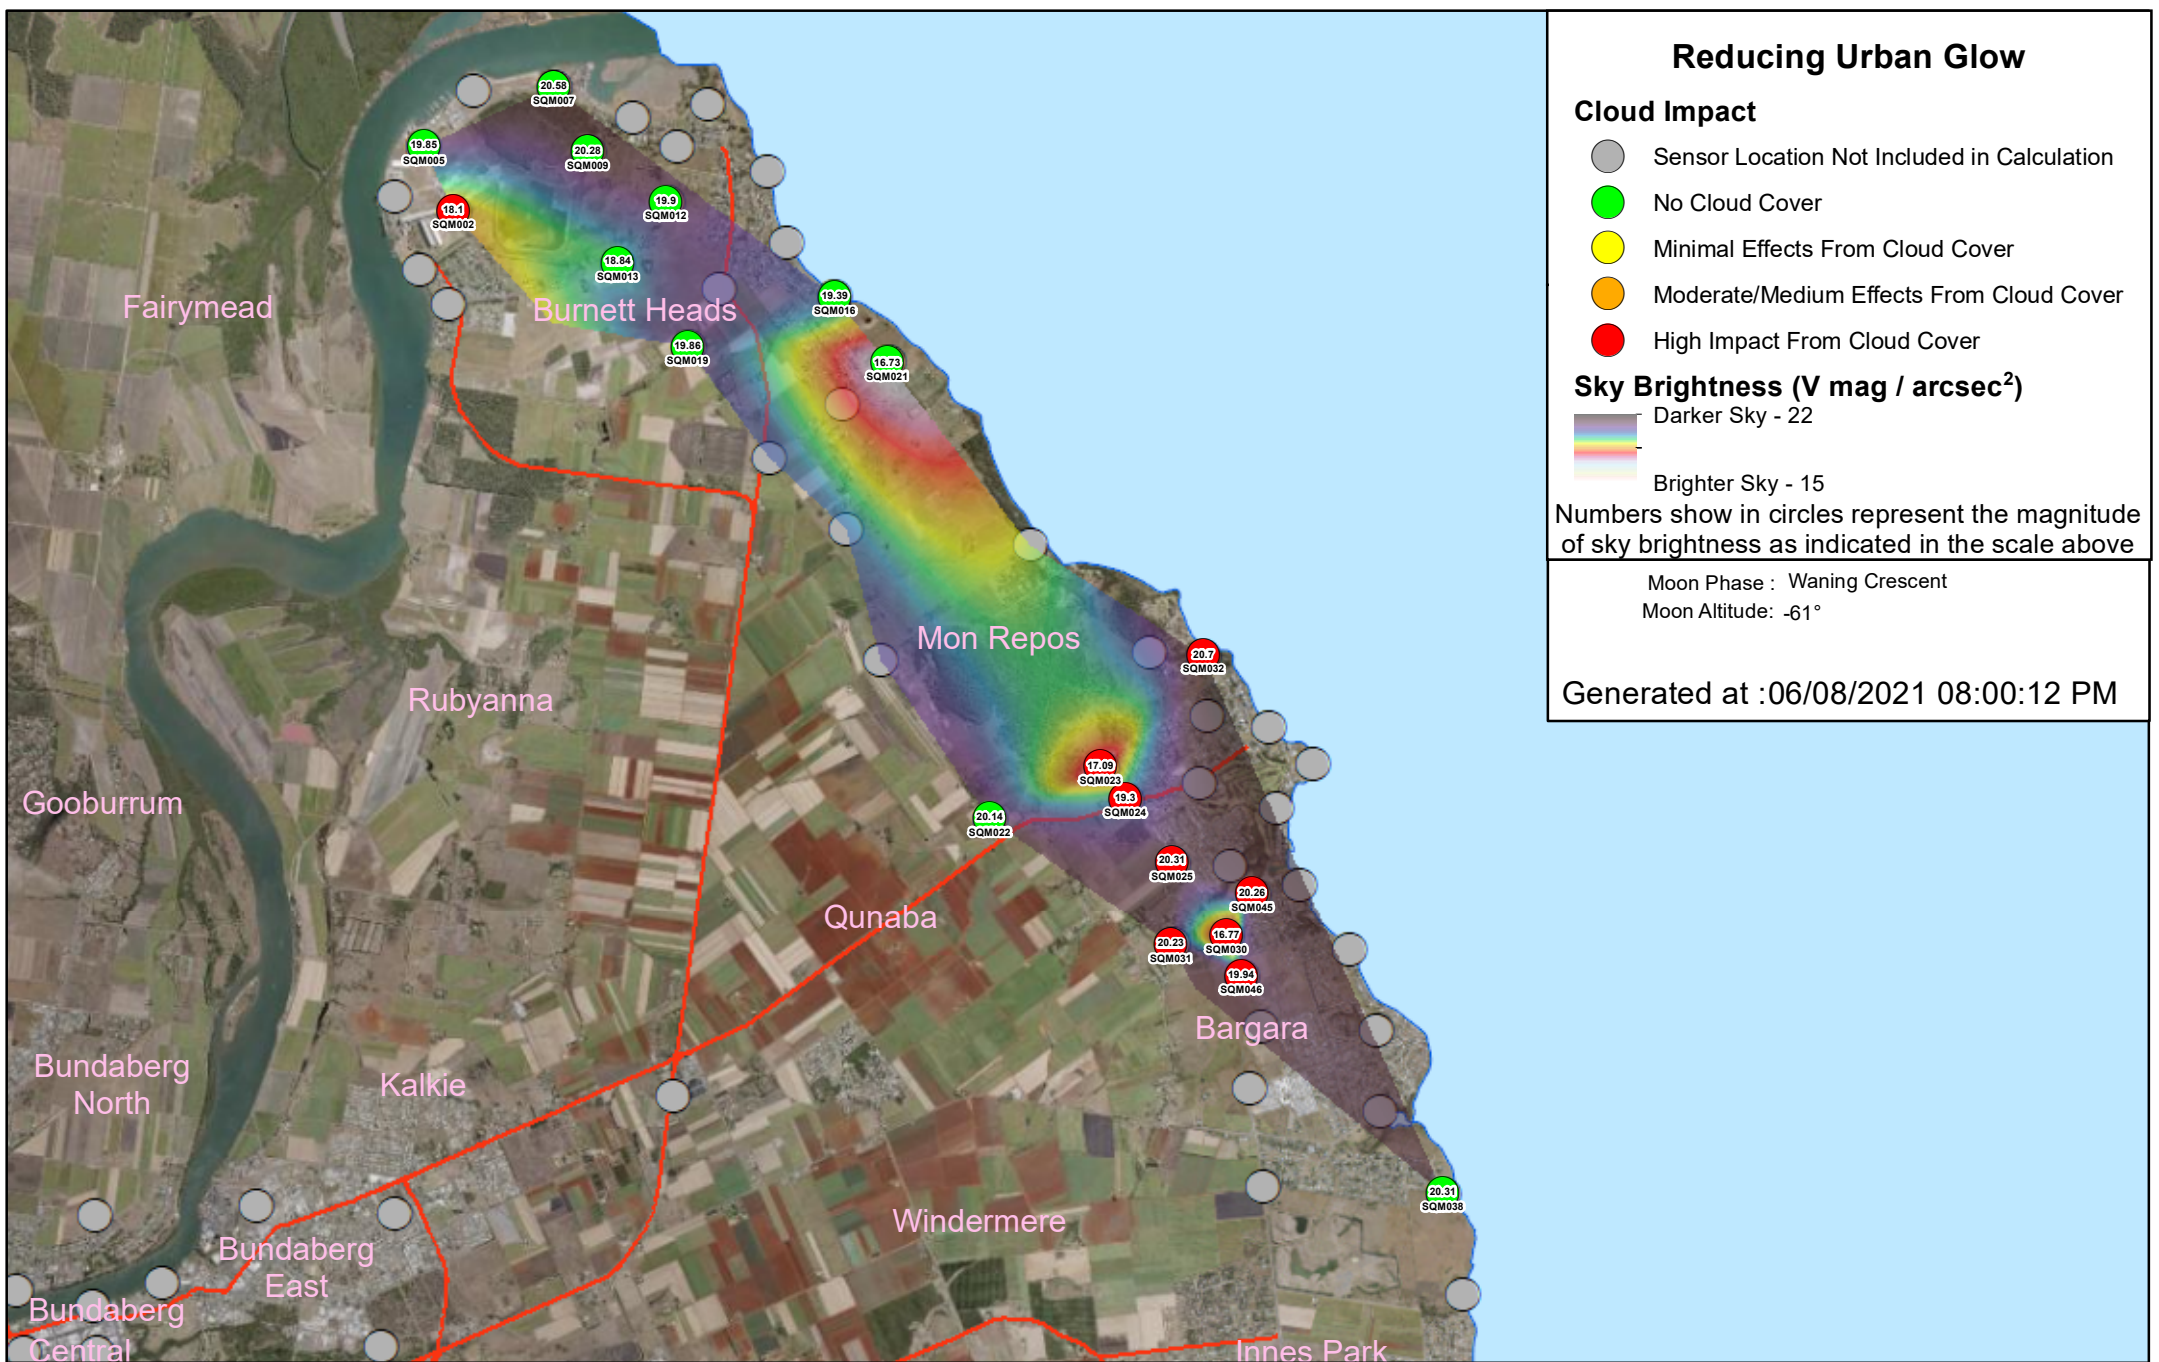 Reducing Urban Glow
Cloud Impact
Sensor Location Not Included in Calculation
No Cloud Cover
Minimal Effects From Cloud Cover
Moderate/Medium Effects From Cloud Cover
High Impact From Cloud Cover
Sky Brightness (V mag / arcsec²)
Darker Sky - 22
Brighter Sky - 15
Numbers show in circles represent the magnitude
of sky brightness as indicated in the scale above
Moon Phase : Waning Crescent
Moon Altitude: -61°
Generated at :06/08/2021 08:00:12 PM
20.58
SQM007
19.85
SQM005
20.28
SQM009
18.1
SQM002
19.9
SQM012
18.84
SQM013
Fairymead
Burnett Heads
19.39
SQM016
19.86
SQM019
16.73
SQM021
Mon Repos
20.7
SQM032
Rubyanna
17.09
SQM023
19.3
SQM024
Gooburrum
20.14
SQM022
20.31
SQM025
20.26
SQM045
Qunaba
16.77
SQM030
20.23
SQM031
19.94
SQM046
Bargara
Bundaberg
North
Kalkie
20.31
SQM038
Windermere
Bundaberg
East
Bundaberg
Central
Innes Park